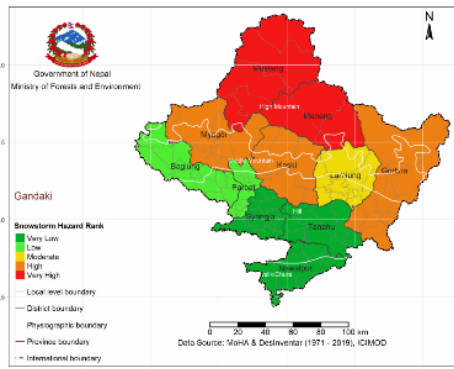 N
Government of Nepal
Ministry of Forests and Environment
Mustang
High Mountain
Manang
Myagdi
Middle Mountain
Kaski
Lamjung
Gorkha
Baglung
Parbat
Gandaki
Syangja
Hill
Tanahu
Snowstorm Hazard Rank
Very Low
Low
Moderate
High
Very High
Local level boundary
District boundary
Physiographic boundary
Province boundary
International boundary
0 20 40 60 80 100 km
Data Source: MoHA & DesInventar (1971 - 2019), ICIMOD